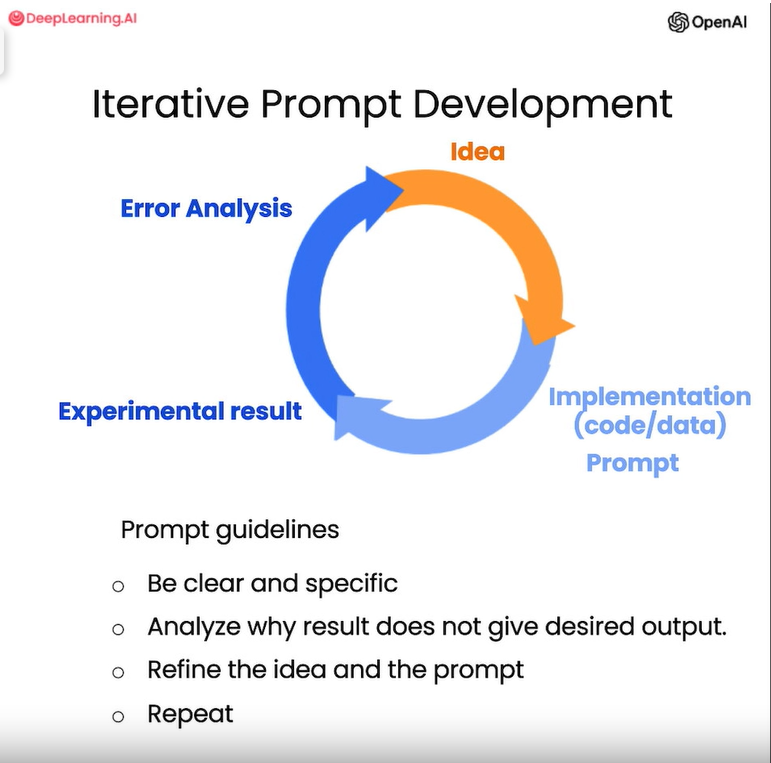 DeepLearning.AI
OpenAI
Iterative Prompt Development
Idea
Error Analysis
Experimental result
Implementation
(code/data)
Prompt
Prompt guidelines
Be clear and specific
Analyze why result does not give desired output.
Refine the idea and the prompt
Repeat